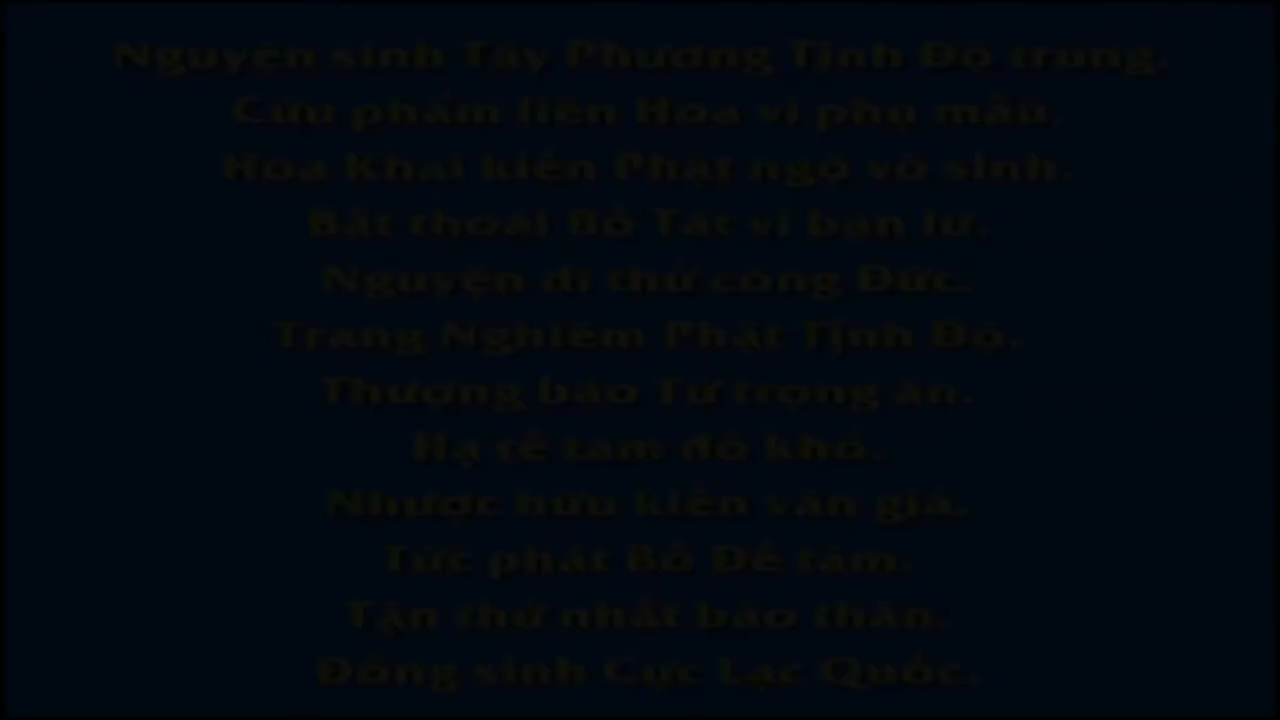 Nguyện sinh Tây Phương Tịnh Độ trung.
Cửu phẩm liên Hoa vi phụ mẫu.
Hoa Khai kiến Phật ngộ vô sinh.
Bất thoái Bồ Tát vi bạn lữ.
Nguyện dĩ thử công Đức.
Trang Nghiêm Phật Tịnh Độ.
Thượng báo Tứ trọng ân.
Hạ tế tam đồ khổ.
Nhược hữu kiến văn giả.
Tức phát Bồ Đề tâm.
Tận thử nhất báo thân.
Đồng sinh Cực Lạc Quốc.